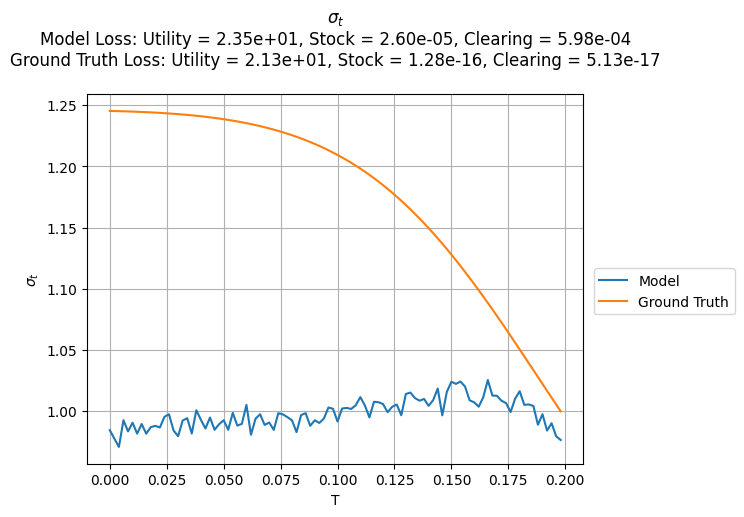 σt
Model Loss: Utility = 2.35e+01, Stock = 2.60e-05, Clearing = 5.98e-04
Ground Truth Loss: Utility = 2.13e+01, Stock = 1.28e-16, Clearing = 5.13e-17
1.25
1.20
1.15
1.10
1.05
1.00
σt
Model
Ground Truth
0.000 0.025 0.050 0.075 0.100 0.125 0.150 0.175 0.200
T